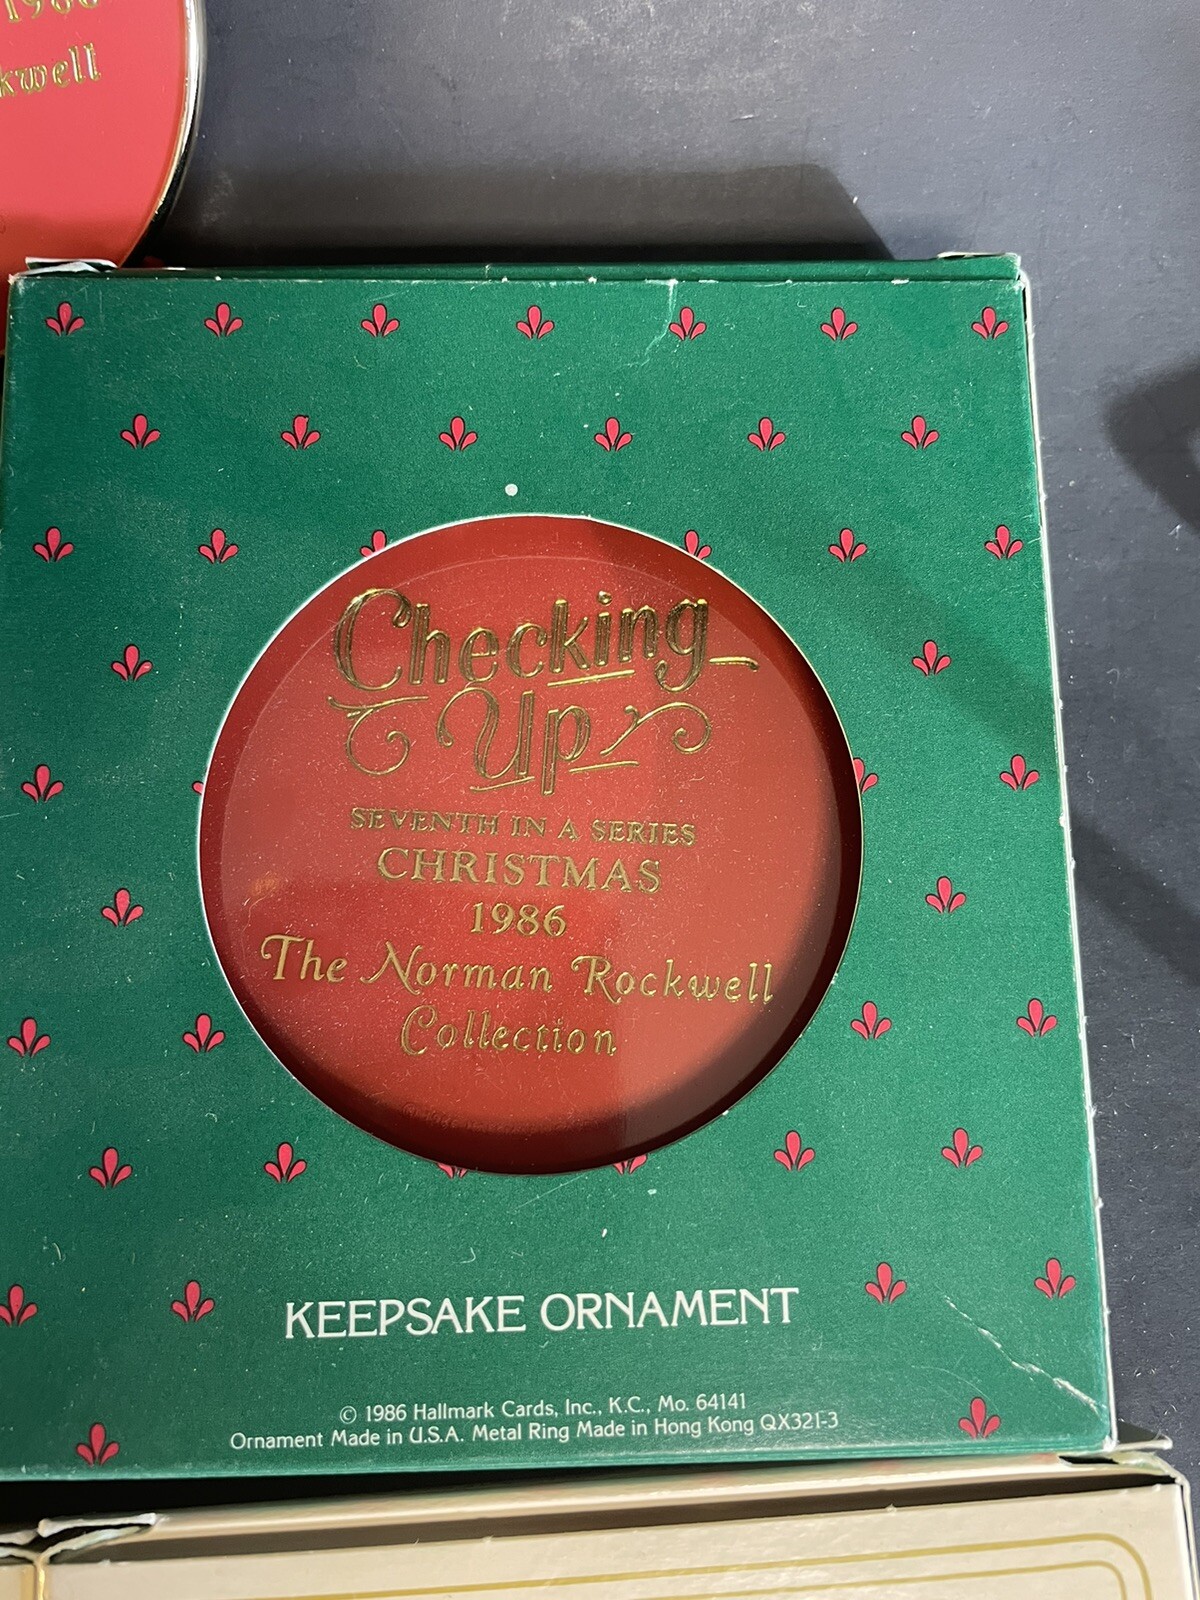 1986
kwell
Checking
Up
SEVENTH IN A SERIES
CHRISTMAS
1986
The Norman Rockwell
Collection
KEEPSAKE ORNAMENT
© 1986 Hallmark Cards, Inc., K.C., Mo. 64141
Ornament Made in U.S.A. Metal Ring Made in Hong Kong QX321-3